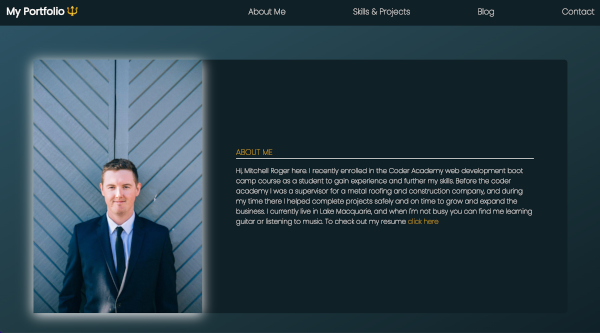 My Portfolio
About Me
Skills & Projects
Blog
Contact
ABOUT ME
Hi, Mitchell Roger here. I recently enrolled in the Coder Academy web development boot
camp course as a student to gain experience and further my skills. Before the coder
academy I was a supervisor for a metal roofing and construction company, and during
my time there I helped complete projects safely and on time to grow and expand the
business. I currently live in Lake Macquarie, and when I'm not busy you can find me learning
guitar or listening to music. To check out my resume click here